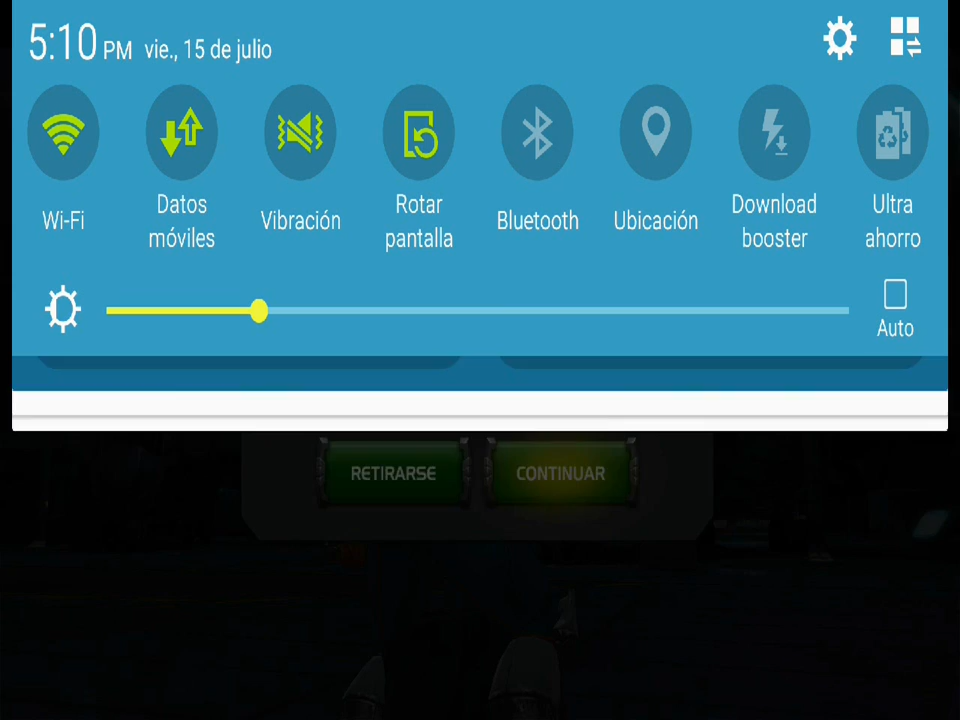 5:10 PM vie., 15 de julio
Wi-Fi
Datos
móviles
Vibración
Rotar
pantalla
Bluetooth
Ubicación
Download
booster
Ultra
ahorro
Auto
RETIRARSE
CONTINUAR